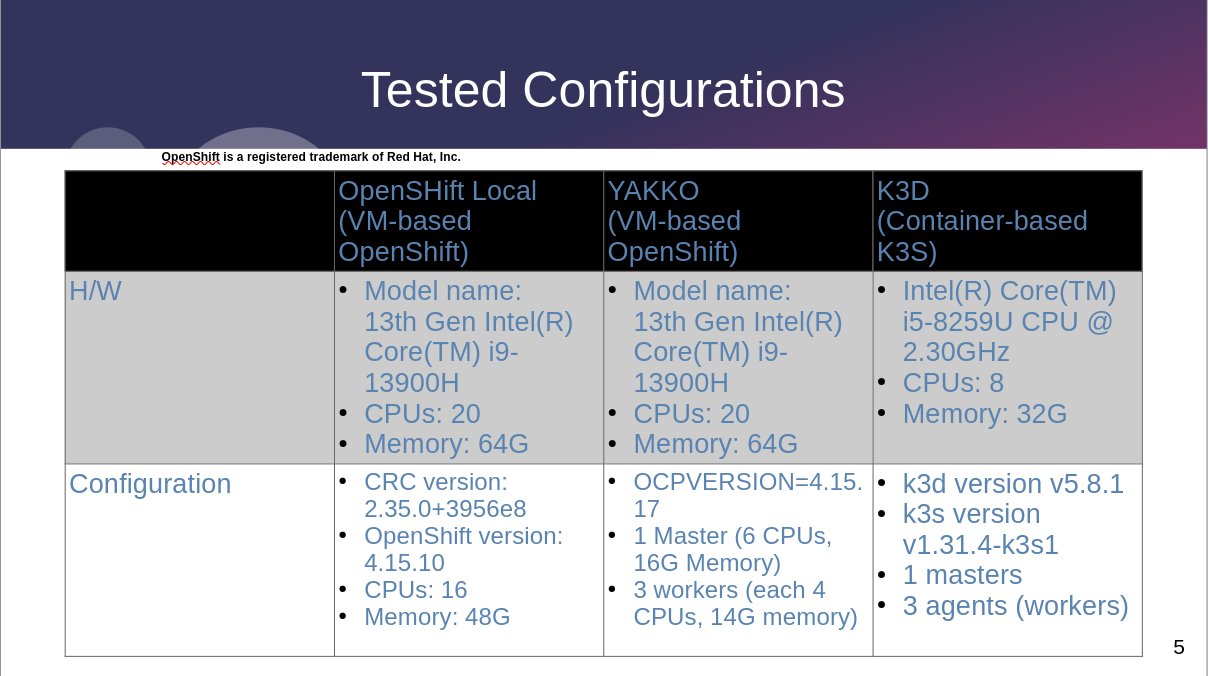 Tested Configurations
OpenShift is a registered trademark of Red Hat, Inc.
OpenSHift Local
(VM-based
OpenShift)
YAKKO
(VM-based
OpenShift)
K3D
(Container-based
K3S)
H/W
• Model name:
13th Gen Intel(R)
Core(TM) i9-
13900H
• CPUs: 20
• Memory: 64G
• Model name:
13th Gen Intel(R)
Core(TM) i9-
13900H
• CPUs: 20
• Memory: 64G
• Intel(R) Core(TM)
i5-8259U CPU @
2.30GHz
• CPUs: 8
• Memory: 32G
Configuration
• CRC version:
2.35.0+3956e8
• OpenShift version:
4.15.10
• CPUs: 16
• Memory: 48G
• OCPVERSION=4.15.
17
• 1 Master (6 CPUs,
16G Memory)
• 3 workers (each 4
CPUs, 14G memory)
• k3d version v5.8.1
• k3s version
v1.31.4-k3s1
• 1 masters
• 3 agents (workers)
5